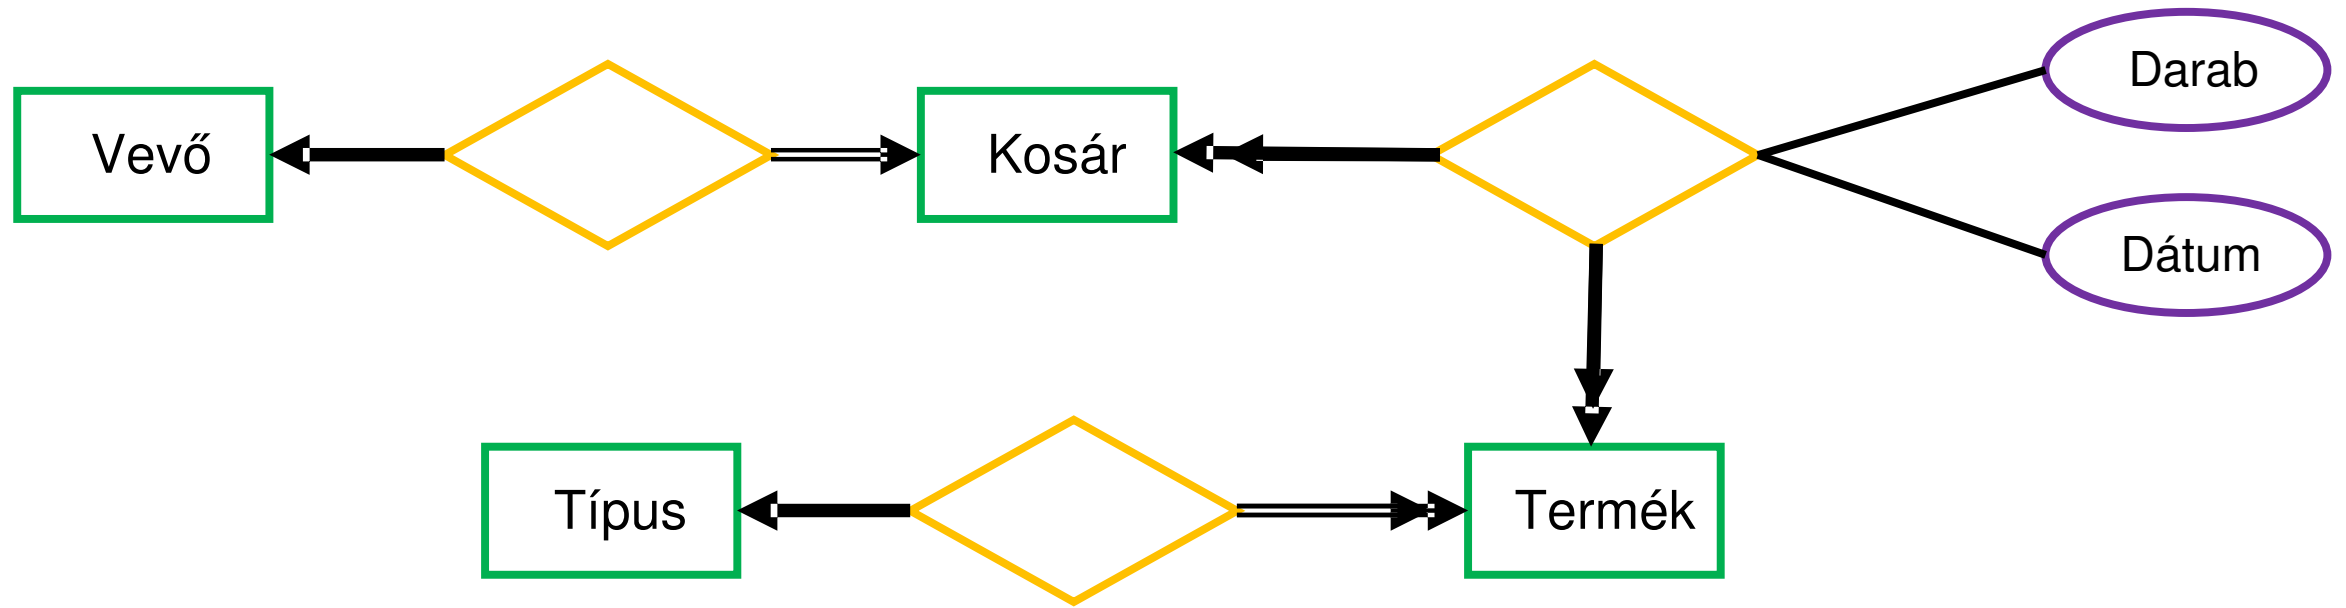 Darab
Vevő
Kosár
Dátum
Típus
Termék